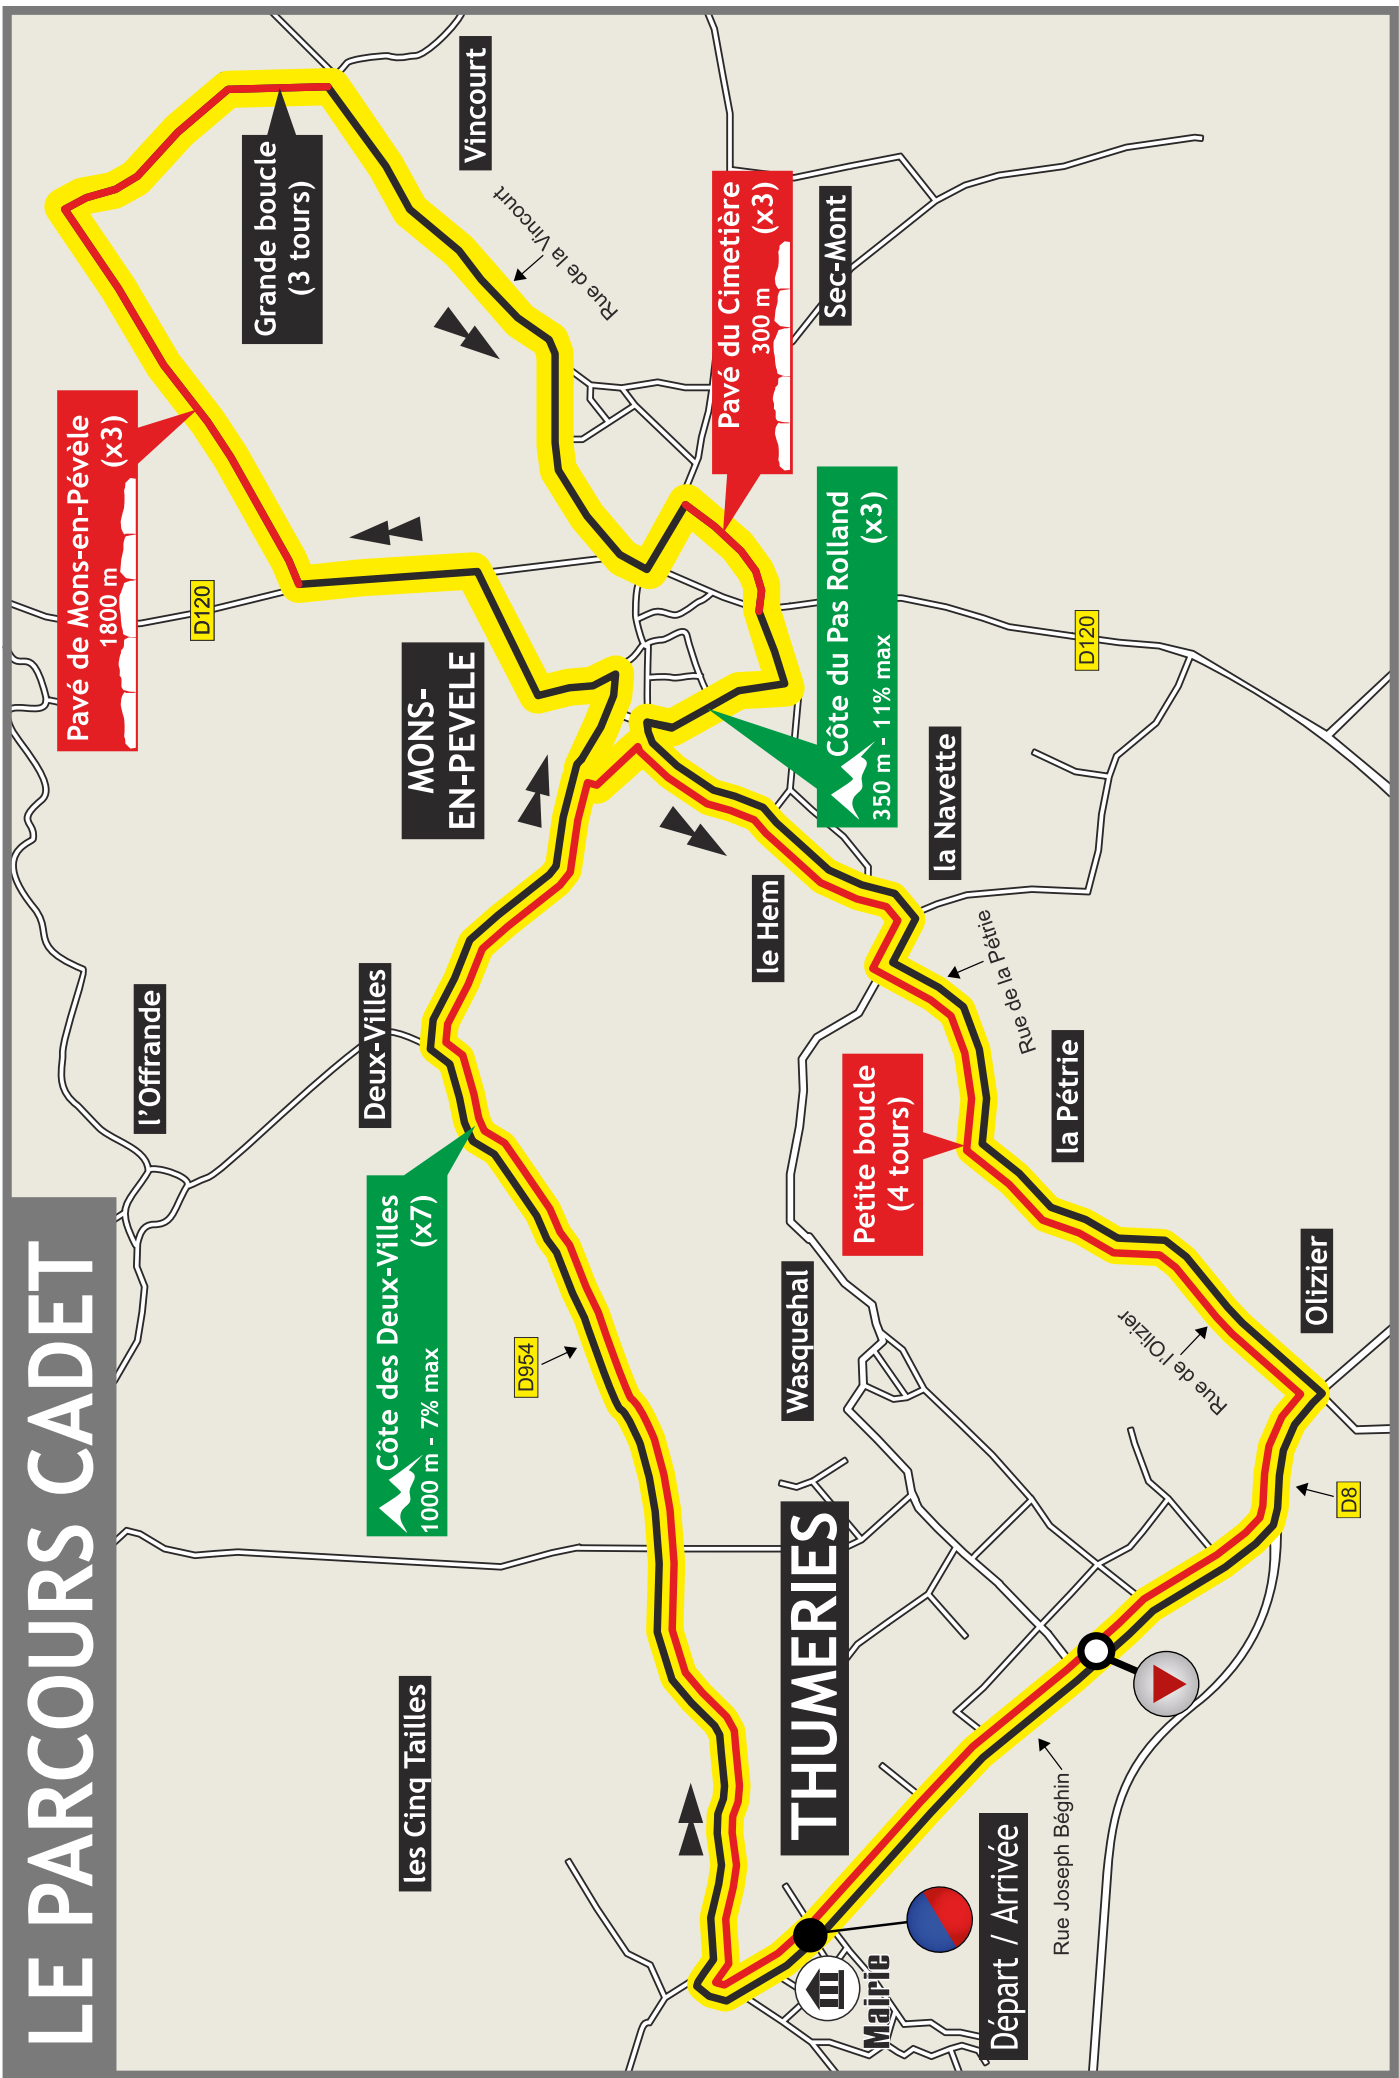 LE PARCOURS CADET
Pavé de Mons-en-Pévèle
(x3)
1800 m
D120
Grande boucle
(3 tours)
Vincourt
Rue de la Vincourt
Pavé du Cimetière
(x3)
300 m
Sec-Mont
MONS-
EN-PEVELE
Côte du Pas Rolland
(x3)
350 m - 11% max
D120
la Navette
le Hem
Rue de la Pétrie
la Pétrie
l'Offrande
Deux-Villes
Côte des Deux-Villes
(x7)
1000 m - 7% max
D954
Petite boucle
(4 tours)
Wasquehal
Rue de l'Olizier
Olizier
D8
les Cinq Tailles
THUMERIES
Mairie
Départ / Arrivée
Rue Joseph Béghin